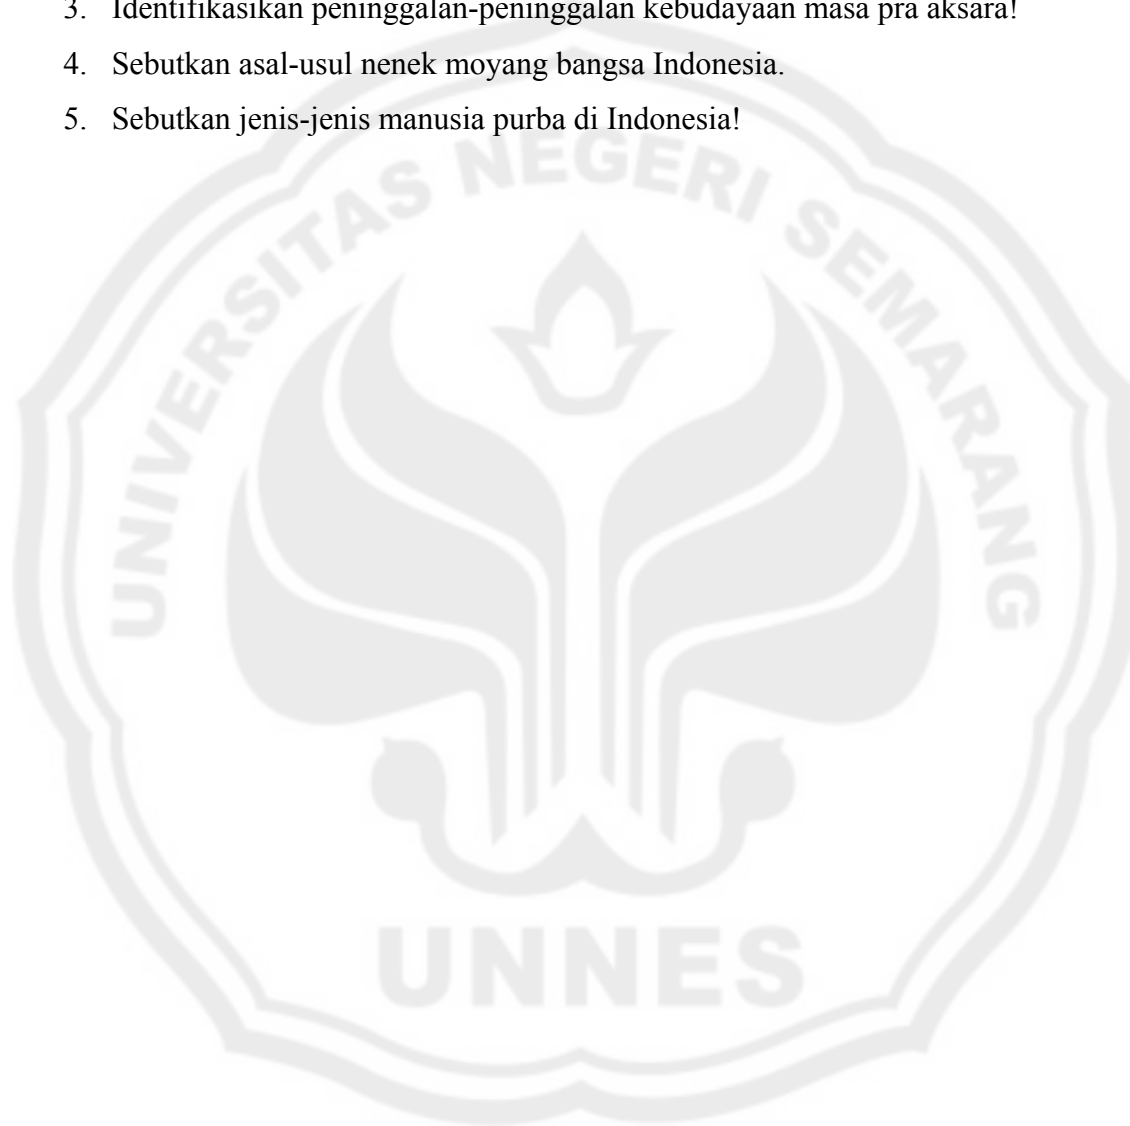 3. Identifikasikan peninggalan-peninggalan kebudayaan masa pra aksara!
4. Sebutkan asal-usul nenek moyang bangsa Indonesia.
5. Sebutkan jenis-jenis manusia purba di Indonesia!
UNIVERSITAS NEGERI SEMARANG
UNNES